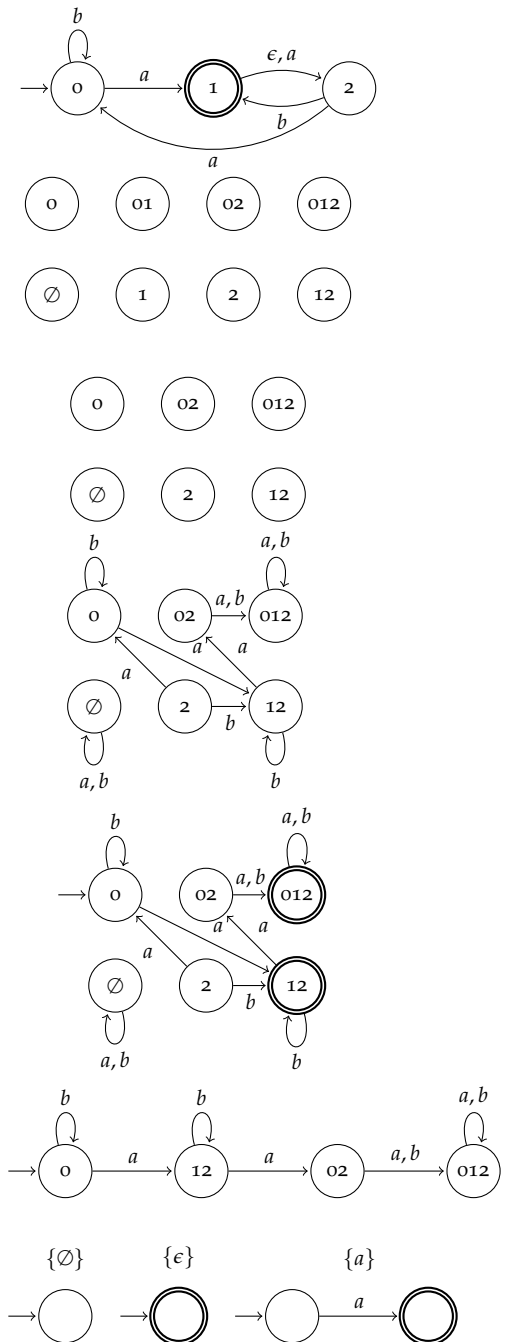 b
0 a 1 ϵ, a 2
b
a
0 01 02 012
∅ 1 2 12
0 02 012
∅ 2 12
b a, b
0 02 a, b 012
a a
a
∅ 2 b 12
a, b b
b a, b
0 02 a, b 012
a a
a
∅ 2 b 12
a, b b
b b a, b
0 a 12 a 02 a, b 012
{∅} {ϵ} {a}
a